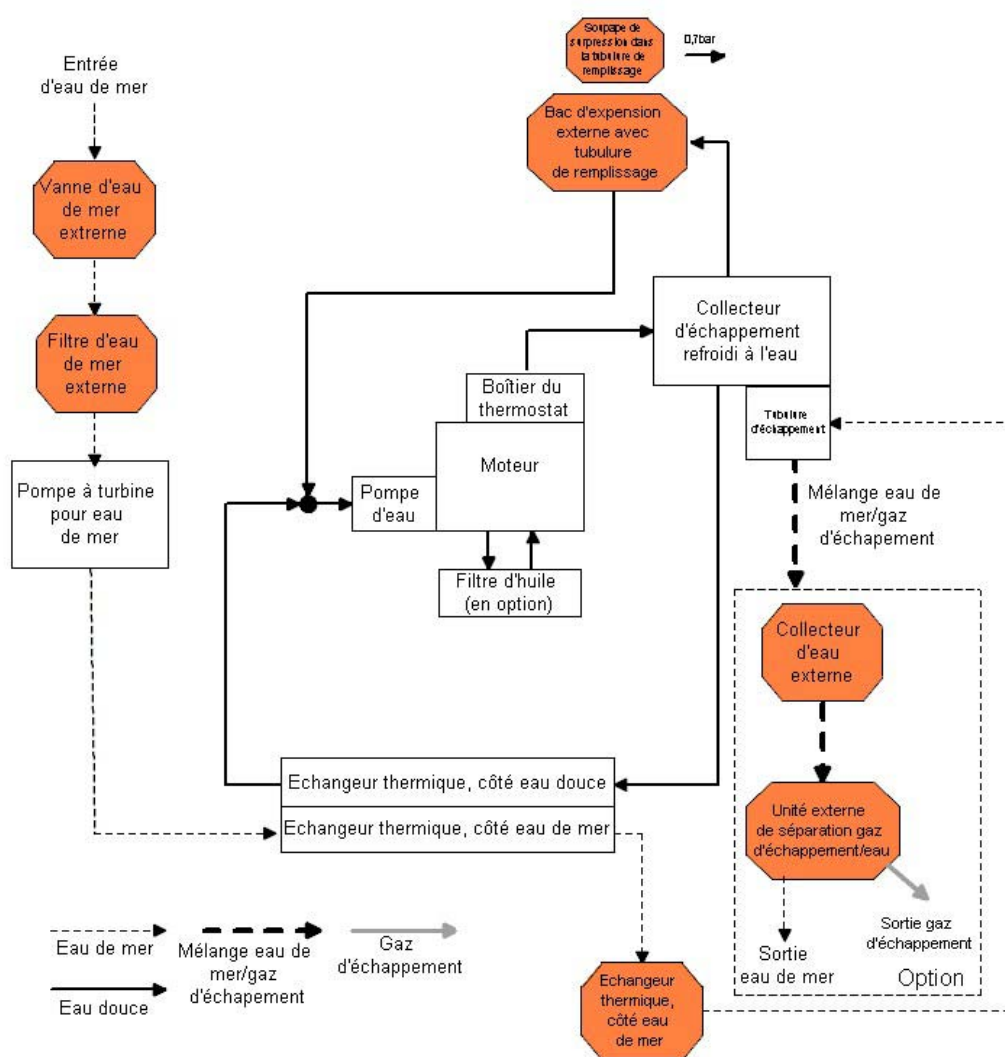 Soupape de
surpression dans
la tubulure de
remplissage
0,7bar
Entrée
d'eau de mer
Bac d'expension
externe avec
tubulure
de remplissage
Vanne d'eau
de mer
extrerne
Filtre d'eau
de mer
externe
Collecteur
d'échappement
refroidi à l'eau
Boîtier du
thermostat
Tubulure
d'échappement
Moteur
Pompe à turbine
pour eau
de mer
Pompe
d'eau
Mélange eau de
mer/gaz
d'échapement
Filtre d'huile
(en option)
Collecteur
d'eau
externe
Echangeur thermique, côté eau douce
Echangeur thermique, côté eau de mer
Unité externe
de séparation gaz
d'échappement/eau
Sortie gaz
d'échappement
Sortie
eau de mer
Option
Eau de mer
Mélange eau de
mer/gaz
d'échapement
Gaz
d'échappement
Eau douce
Echangeur
thermique,
côté eau
de mer